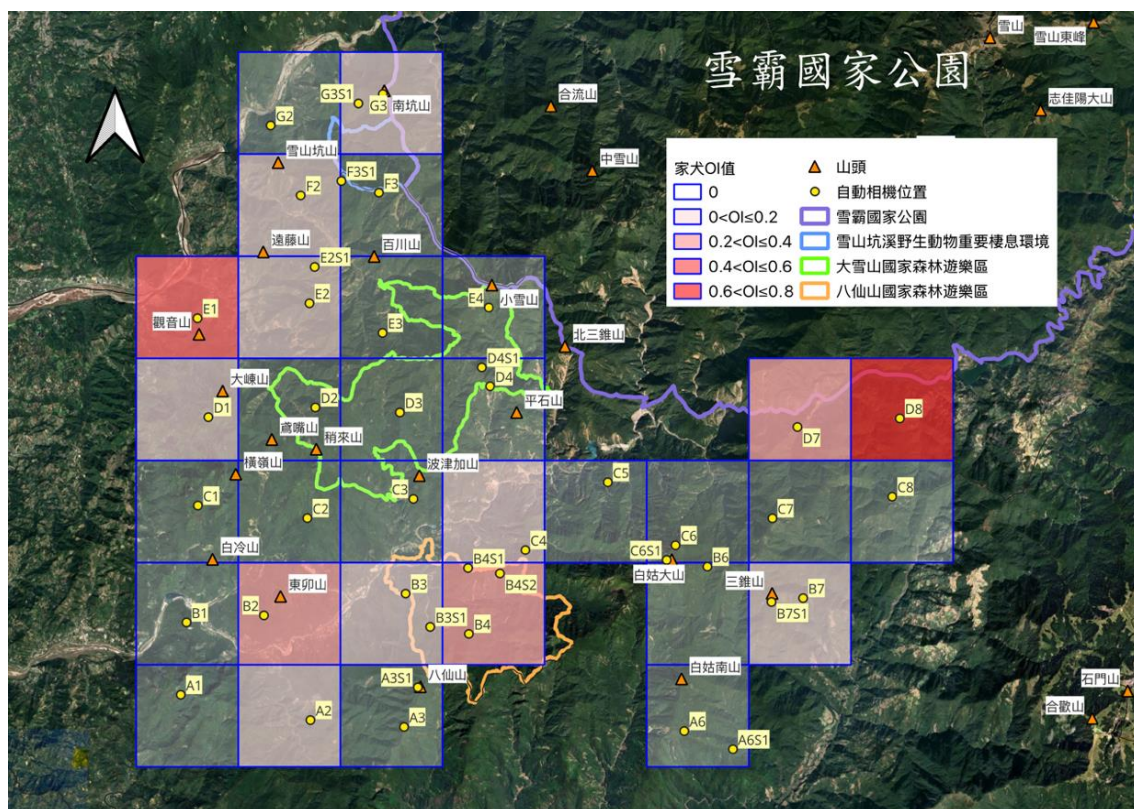 雪霸國家公園
雪山
雪山東峰
志佳陽大山
合流山
中雪山
家犬OI值
0
0<OI≤0.2
0.2<OI≤0.4
0.4<OI≤0.6
0.6<OI≤0.8
山頭
自動相機位置
雪霸國家公園
雪山坑溪野生動物重要棲息環境
大雪山國家森林遊樂區
八仙山國家森林遊樂區
G3S1
G3
南坑山
G2
雪山坑山
F3S1
F3
F2
遠藤山
百川山
E2S1
E1
觀音山
E2
E3
E4
小雪山
北三錐山
大崠山
D1
D2
D3
D4S1
D4
平石山
D7
D8
鳶嘴山
稍來山
橫嶺山
波津加山
C1
C2
C3
C4
C5
C6
C6S1
C7
C8
白冷山
白姑大山
B6
三錐山
東卯山
B1
B2
B3
B3S1
B4S1
B4S2
B4
B7
B7S1
八仙山
A1
A2
A3S1
A3
白姑南山
A6
A6S1
石門山
合歡山